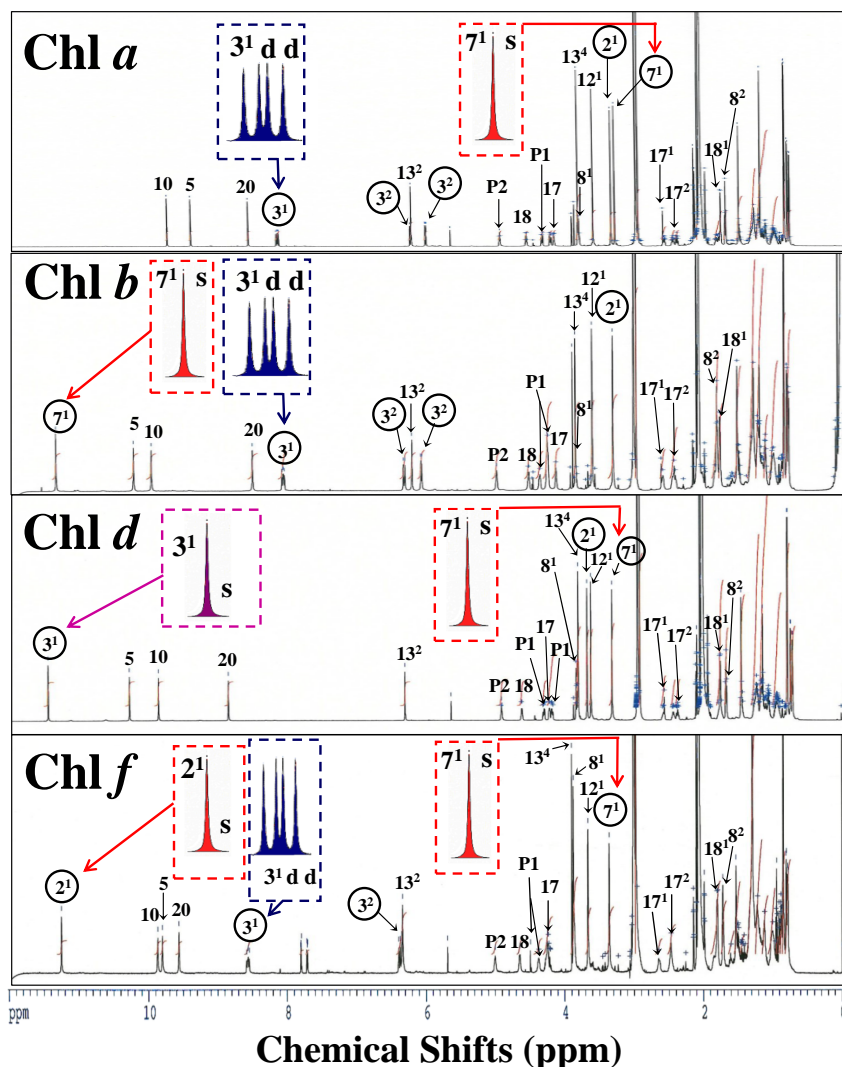 Chl a
3¹ d d
7¹ s
13⁴
12¹
2¹
7¹
8²
10
5
20
3¹
3²
13²
3²
P2
18
P1
17
8¹
17¹
17²
18¹
Chl b
7¹ s
3¹ d d
13⁴
12¹
2¹
7¹
5
10
20
3¹
3²
13²
3²
P2
18
P1
17
8¹
17¹
17²
8²
18¹
Chl d
3¹
s
7¹ s
13⁴
2¹
12¹
7¹
3¹
5
10
20
13²
P2
18
P1
17
P1
8¹
17¹
17²
18¹
8²
Chl f
2¹
s
3¹ d d
7¹ s
13⁴
8¹
12¹
7¹
2¹
10
5
20
3¹
3²
13²
P2
18
P1
17
17¹
17²
18¹
8²
ppm 10 8 6 4 2 0
Chemical Shifts (ppm)